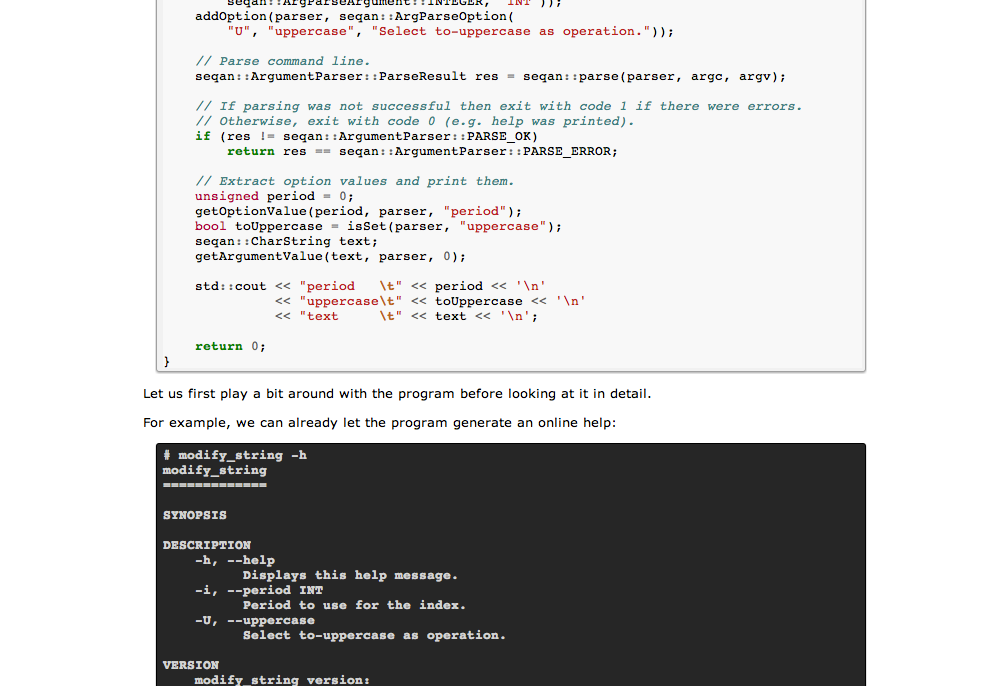 seqan::ArgParseArgument::INTEGER, "INT"));
addOption(parser, seqan::ArgParseOption(
"U", "uppercase", "Select to-uppercase as operation."));
// Parse command line.
seqan::ArgumentParser::ParseResult res = seqan::parse(parser, argc, argv);
// If parsing was not successful then exit with code 1 if there were errors.
// Otherwise, exit with code 0 (e.g. help was printed).
if (res != seqan::ArgumentParser::PARSE_OK)
return res == seqan::ArgumentParser::PARSE_ERROR;
// Extract option values and print them.
unsigned period = 0;
getOptionValue(period, parser, "period");
bool toUppercase = isSet(parser, "uppercase");
seqan::CharString text;
getArgumentValue(text, parser, 0);
std::cout << "period   \t" << period << '\n'
<< "uppercase\t" << toUppercase << '\n'
<< "text     \t" << text << '\n';
return 0;
}
Let us first play a bit around with the program before looking at it in detail.
For example, we can already let the program generate an online help:
# modify_string -h
modify_string
=============
SYNOPSIS
DESCRIPTION
-h, --help
Displays this help message.
-i, --period INT
Period to use for the index.
-U, --uppercase
Select to-uppercase as operation.
VERSION
modify_string version: